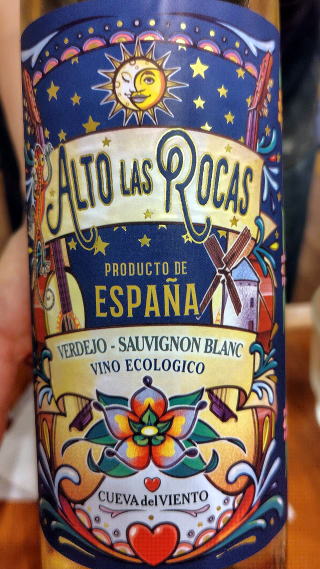 ALTO LAS ROCAS
PRODUCTO DE
ESPAÑA
VERDEJO - SAUVIGNON BLANC
VINO ECOLOGICO
CUEVA del VIENTO